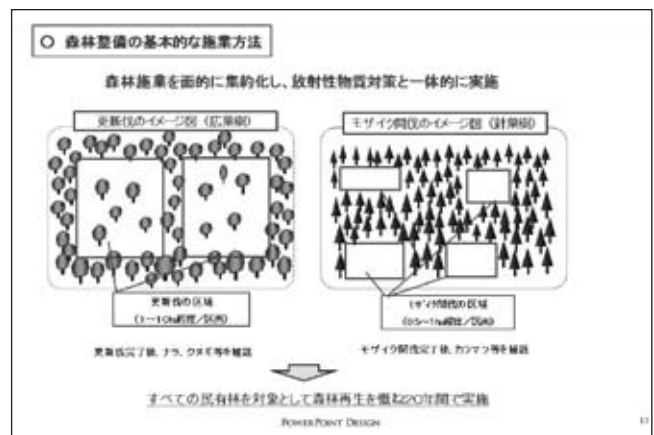 ○ 森林整備の基本的な施業方法
森林施業を面的に集約化し、放射性物質対策と一体的に実施
更新伐のイメージ図（広葉樹）
モザイク間伐のイメージ図（針葉樹）
更新伐の区域
モザイク間伐の区域
更新伐完了後、ナラ、クヌギ等を植栽
モザイク間伐完了後、カラマツ等を植栽
すべての民有林を対象として森林再生を概ね20年間で実施
POWERPOINT DESIGN